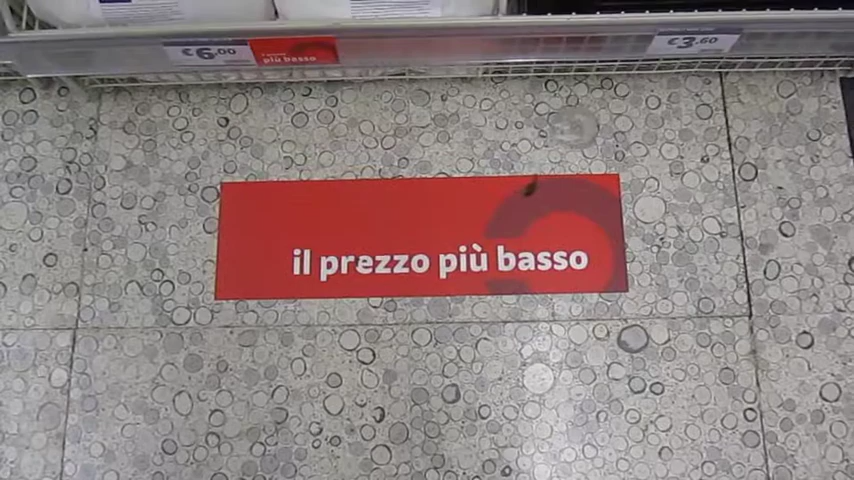 €6,00
più basso
€3,60
il prezzo più basso